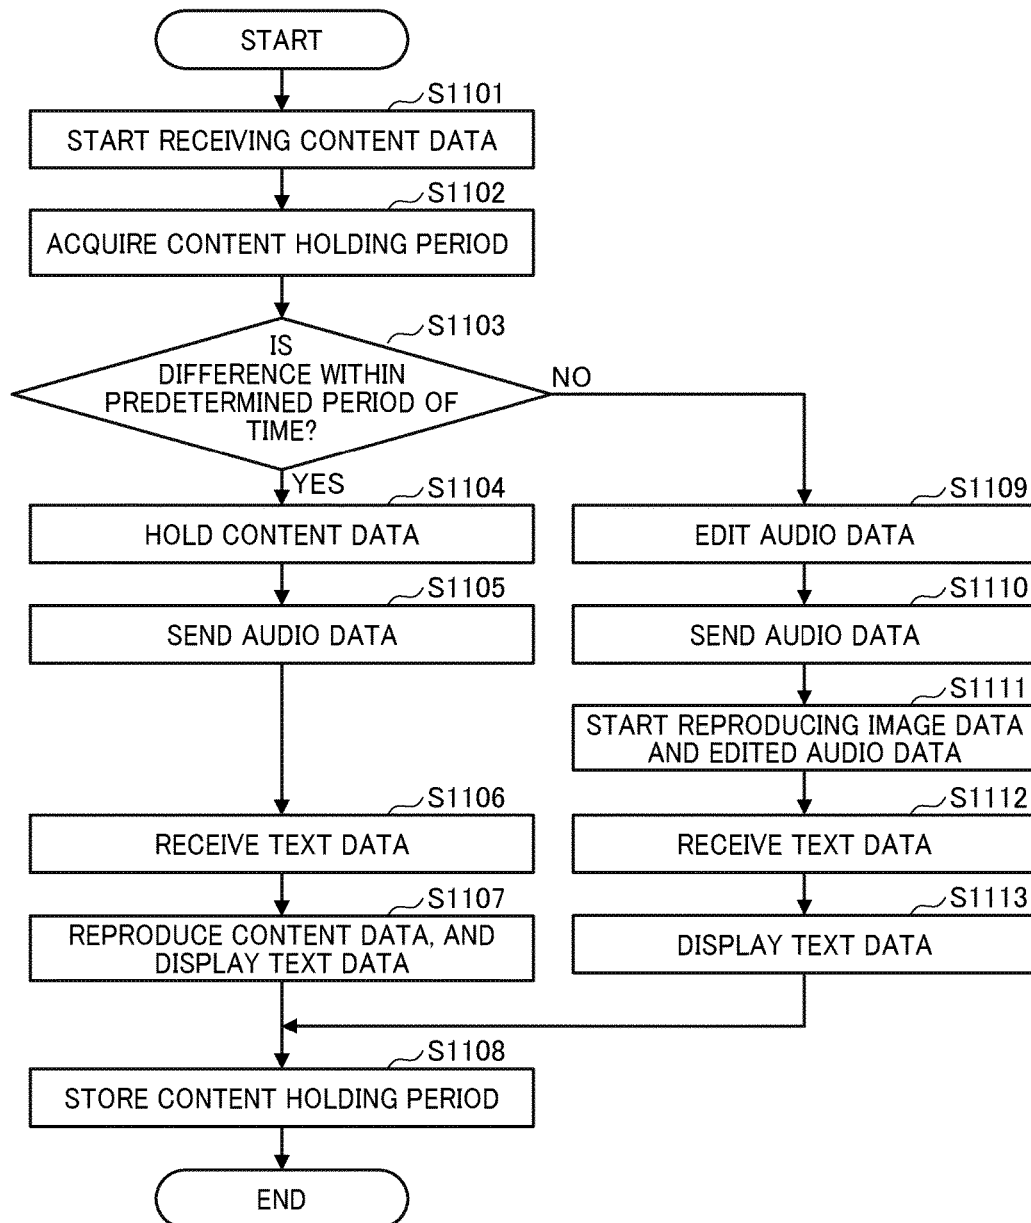 START
S1101
START RECEIVING CONTENT DATA
S1102
ACQUIRE CONTENT HOLDING PERIOD
S1103
IS
DIFFERENCE WITHIN
PREDETERMINED PERIOD OF
TIME?
NO
YES
S1104
HOLD CONTENT DATA
S1105
SEND AUDIO DATA
S1106
RECEIVE TEXT DATA
S1107
REPRODUCE CONTENT DATA, AND
DISPLAY TEXT DATA
S1109
EDIT AUDIO DATA
S1110
SEND AUDIO DATA
S1111
START REPRODUCING IMAGE DATA
AND EDITED AUDIO DATA
S1112
RECEIVE TEXT DATA
S1113
DISPLAY TEXT DATA
S1108
STORE CONTENT HOLDING PERIOD
END